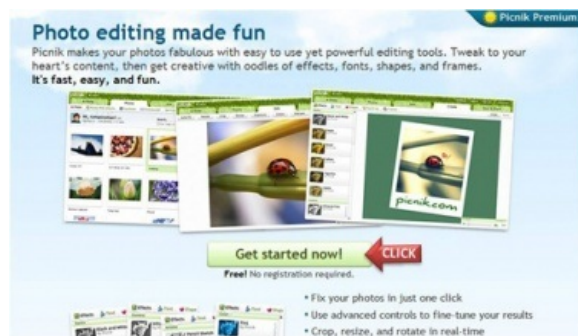 Picnik Premium
Photo editing made fun
Picnik makes your photos fabulous with easy to use yet powerful editing tools. Tweak to your
heart's content, then get creative with oodles of effects, fonts, shapes, and frames.
It's fast, easy, and fun.
picnik.com
Get started now!
CLICK
Free! No registration required.
• Fix your photos in just one click
• Use advanced controls to fine-tune your results
• Crop, resize, and rotate in real-time